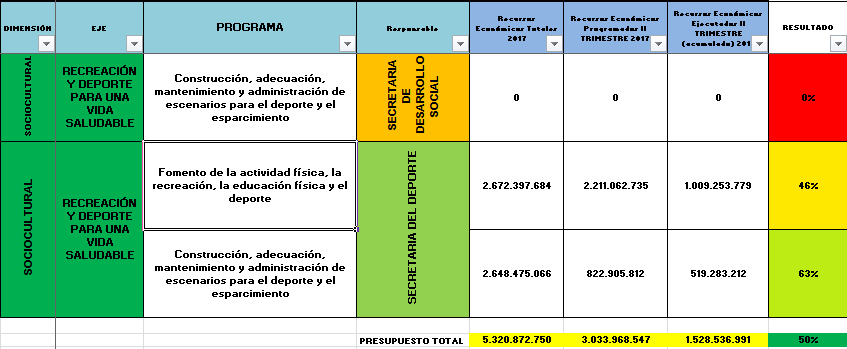 DIMENSIÓN
EJE
PROGRAMA
Responsable
Recursos
Económicos Totales
2017
Recursos Económicos
Programados II
TRIMESTRE 2017
Recursos Económicos
Ejecutados II
TRIMESTRE
(acumulado) 201
RESULTADO
SOCIOCULTURAL
RECREACIÓN
Y DEPORTE
PARA UNA
VIDA
SALUDABLE
Construcción, adecuación,
mantenimiento y administración de
escenarios para el deporte y el
esparcimiento
SECRETARIA
DE
DESARROLLO
SOCIAL
0
0
0
0%
SOCIOCULTURAL
RECREACIÓN
Y DEPORTE
PARA UNA
VIDA
SALUDABLE
Fomento de la actividad física, la
recreación, la educación física y el
deporte
SECRETARIA DEL DEPORTE
2.672.397.684
2.211.062.735
1.009.253.779
46%
Construcción, adecuación,
mantenimiento y administración de
escenarios para el deporte y el
esparcimiento
2.648.475.066
822.905.812
519.283.212
63%
PRESUPUESTO TOTAL
5.320.872.750
3.033.968.547
1.528.536.991
50%